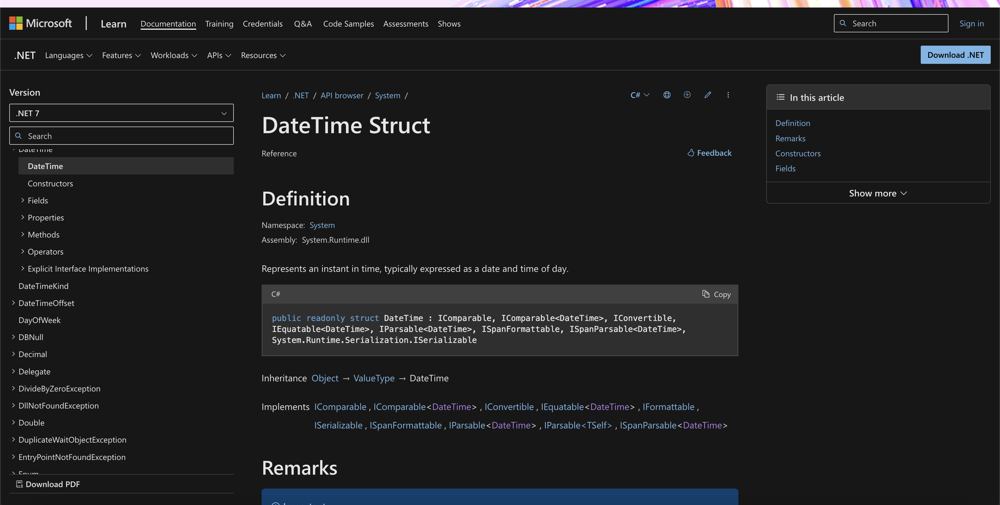 Microsoft
Learn Documentation Training Credentials Q&A Code Samples Assessments Shows
Search
Sign in
.NET Languages Features Workloads APIs Resources
Download .NET
Version
.NET 7
Search
DateTime
DateTime
Constructors
Fields
Properties
Methods
Operators
Explicit Interface Implementations
DateTimeKind
DateTimeOffset
DayOfWeek
DBNull
Decimal
Delegate
DivideByZeroException
DllNotFoundException
Double
DuplicateWaitObjectException
EntryPointNotFoundException
Enum
Download PDF
Learn / .NET / API browser / System /
C#
DateTime Struct
Reference
Feedback
Definition
Namespace: System
Assembly: System.Runtime.dll
Represents an instant in time, typically expressed as a date and time of day.
C#
Copy
public readonly struct DateTime : IComparable, IComparable<DateTime>, IConvertible,
IEquatable<DateTime>, IParsable<DateTime>, ISpanFormattable, ISpanParsable<DateTime>,
System.Runtime.Serialization.ISerializable
Inheritance Object → ValueType → DateTime
Implements IComparable , IComparable<DateTime> , IConvertible , IEquatable<DateTime> , IFormattable ,
ISerializable , ISpanFormattable , IParsable<DateTime> , IParsable<TSelf> , ISpanParsable<DateTime>
Remarks
In this article
Definition
Remarks
Constructors
Fields
Show more